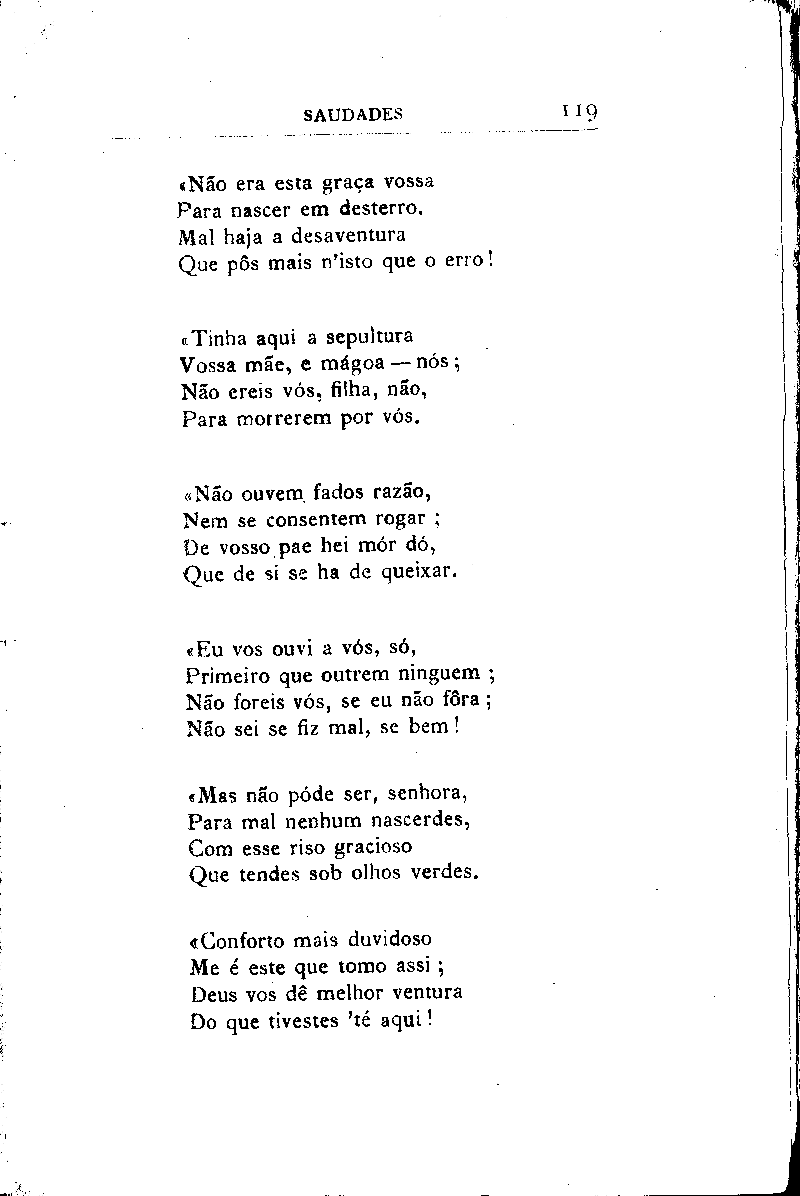 SAUDADES 119
«Não era esta graça vossa
Para nascer em desterro.
Mal haja a desaventura
Que pôs mais n'isto que o erro!
«Tinha aqui a sepultura
Vossa mãe, e mágoa — nós;
Não ereis vós, filha, não,
Para morrerem por vós.
«Não ouvem fados razão,
Nem se consentem rogar;
De vosso pae hei mór dó,
Que de si se ha de queixar.
«Eu vos ouvi a vós, só,
Primeiro que outrem ninguem;
Não foreis vós, se eu não fôra;
Não sei se fiz mal, se bem!
«Mas não póde ser, senhora,
Para mal nenhum nascerdes,
Com esse riso gracioso
Que tendes sob olhos verdes.
«Conforto mais duvidoso
Me é este que tomo assi;
Deus vos dê melhor ventura
Do que tivestes 'té aqui!